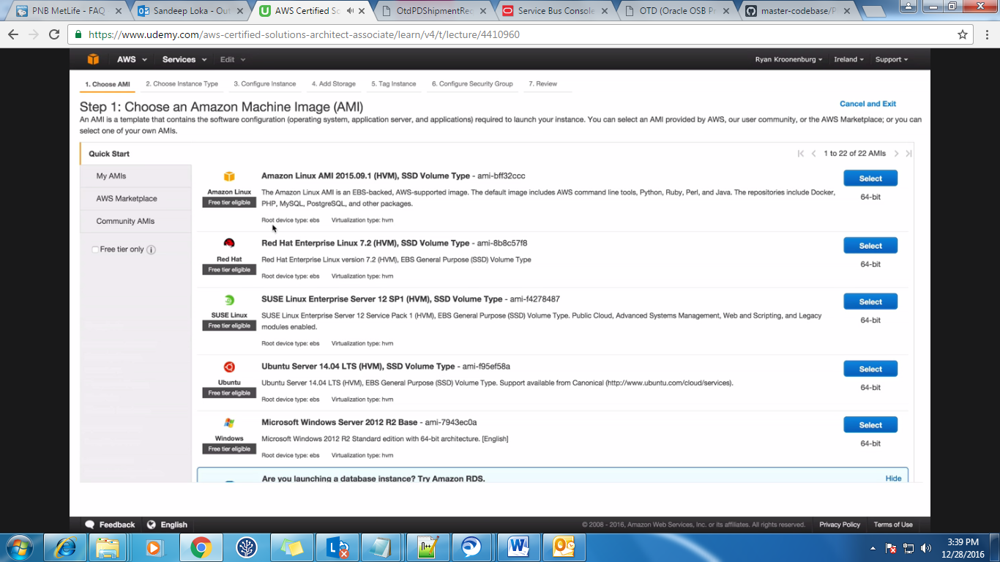 PNB MetLife - FAQ
Sandeep Loka - Out
AWS Certified So
OtdPDShipmentRec
Service Bus Console
OTD (Oracle OSB Pr
master-codebase/P
https://www.udemy.com/aws-certified-solutions-architect-associate/learn/v4/t/lecture/4410960
AWS Services Edit
Ryan Kroonenburg Ireland Support
1. Choose AMI 2. Choose Instance Type 3. Configure Instance 4. Add Storage 5. Tag Instance 6. Configure Security Group 7. Review
Step 1: Choose an Amazon Machine Image (AMI)
Cancel and Exit
An AMI is a template that contains the software configuration (operating system, application server, and applications) required to launch your instance. You can select an AMI provided by AWS, our user community, or the AWS Marketplace; or you can
select one of your own AMIs.
Quick Start
1 to 22 of 22 AMIs
My AMIs
AWS Marketplace
Community AMIs
Free tier only
Amazon Linux
Free tier eligible
Amazon Linux AMI 2015.09.1 (HVM), SSD Volume Type - ami-bff32ccc
The Amazon Linux AMI is an EBS-backed, AWS-supported image. The default image includes AWS command line tools, Python, Ruby, Perl, and Java. The repositories include Docker,
PHP, MySQL, PostgreSQL, and other packages.
Root device type: ebs Virtualization type: hvm
Select
64-bit
Red Hat
Free tier eligible
Red Hat Enterprise Linux 7.2 (HVM), SSD Volume Type - ami-8b8c57f8
Red Hat Enterprise Linux version 7.2 (HVM), EBS General Purpose (SSD) Volume Type
Root device type: ebs Virtualization type: hvm
Select
64-bit
SUSE Linux
Free tier eligible
SUSE Linux Enterprise Server 12 SP1 (HVM), SSD Volume Type - ami-f4278487
SUSE Linux Enterprise Server 12 Service Pack 1 (HVM), EBS General Purpose (SSD) Volume Type. Public Cloud, Advanced Systems Management, Web and Scripting, and Legacy
modules enabled.
Root device type: ebs Virtualization type: hvm
Select
64-bit
Ubuntu
Free tier eligible
Ubuntu Server 14.04 LTS (HVM), SSD Volume Type - ami-f95ef58a
Ubuntu Server 14.04 LTS (HVM), EBS General Purpose (SSD) Volume Type. Support available from Canonical (http://www.ubuntu.com/cloud/services).
Root device type: ebs Virtualization type: hvm
Select
64-bit
Windows
Free tier eligible
Microsoft Windows Server 2012 R2 Base - ami-7943ec0a
Microsoft Windows 2012 R2 Standard edition with 64-bit architecture. [English]
Root device type: ebs Virtualization type: hvm
Select
64-bit
Are you launching a database instance? Try Amazon RDS.
Hide
Feedback English
© 2008 - 2016, Amazon Web Services, Inc. or its affiliates. All rights reserved. Privacy Policy Terms of Use
3:39 PM
12/28/2016